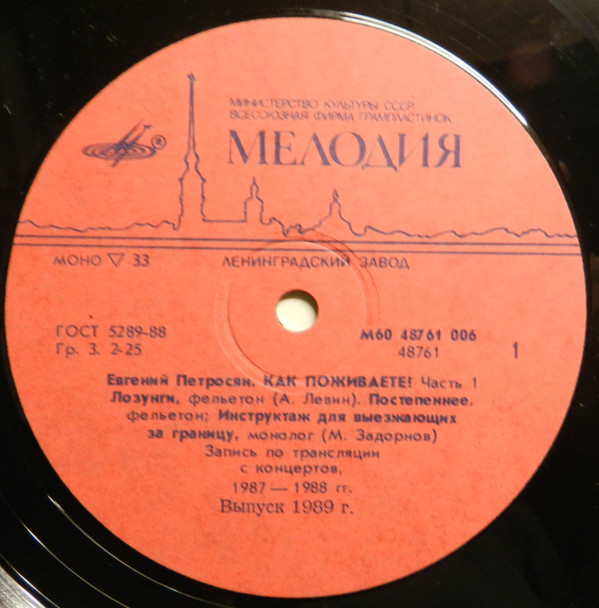 МИНИСТЕРСТВО КУЛЬТУРЫ СССР
ВСЕСОЮЗНАЯ ФИРМА ГРАМПЛАСТИНОК
МЕЛОДИЯ
®
МОНО ▽ 33
ЛЕНИНГРАДСКИЙ ЗАВОД
ГОСТ 5289-88
Гр. 3. 2-25
М60 48761 006
48761
1
Евгений Петросян. КАК ПОЖИВАЕТЕ! Часть 1
Лозунги, фельетон (А. Левин). Постепеннее,
фельетон; Инструктаж для выезжающих
за границу, монолог (М. Задорнов)
Запись по трансляции
с концертов,
1987 — 1988 гг.
Выпуск 1989 г.